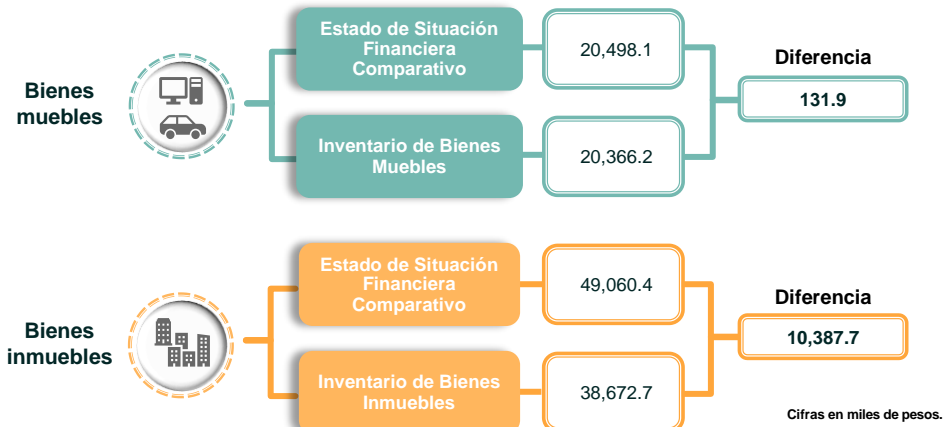 Bienes
muebles
Estado de Situación
Financiera
Comparativo
20,498.1
Inventario de Bienes
Muebles
20,366.2
Diferencia
131.9
Bienes
inmuebles
Estado de Situación
Financiera
Comparativo
49,060.4
Inventario de Bienes
Inmuebles
38,672.7
Diferencia
10,387.7
Cifras en miles de pesos.